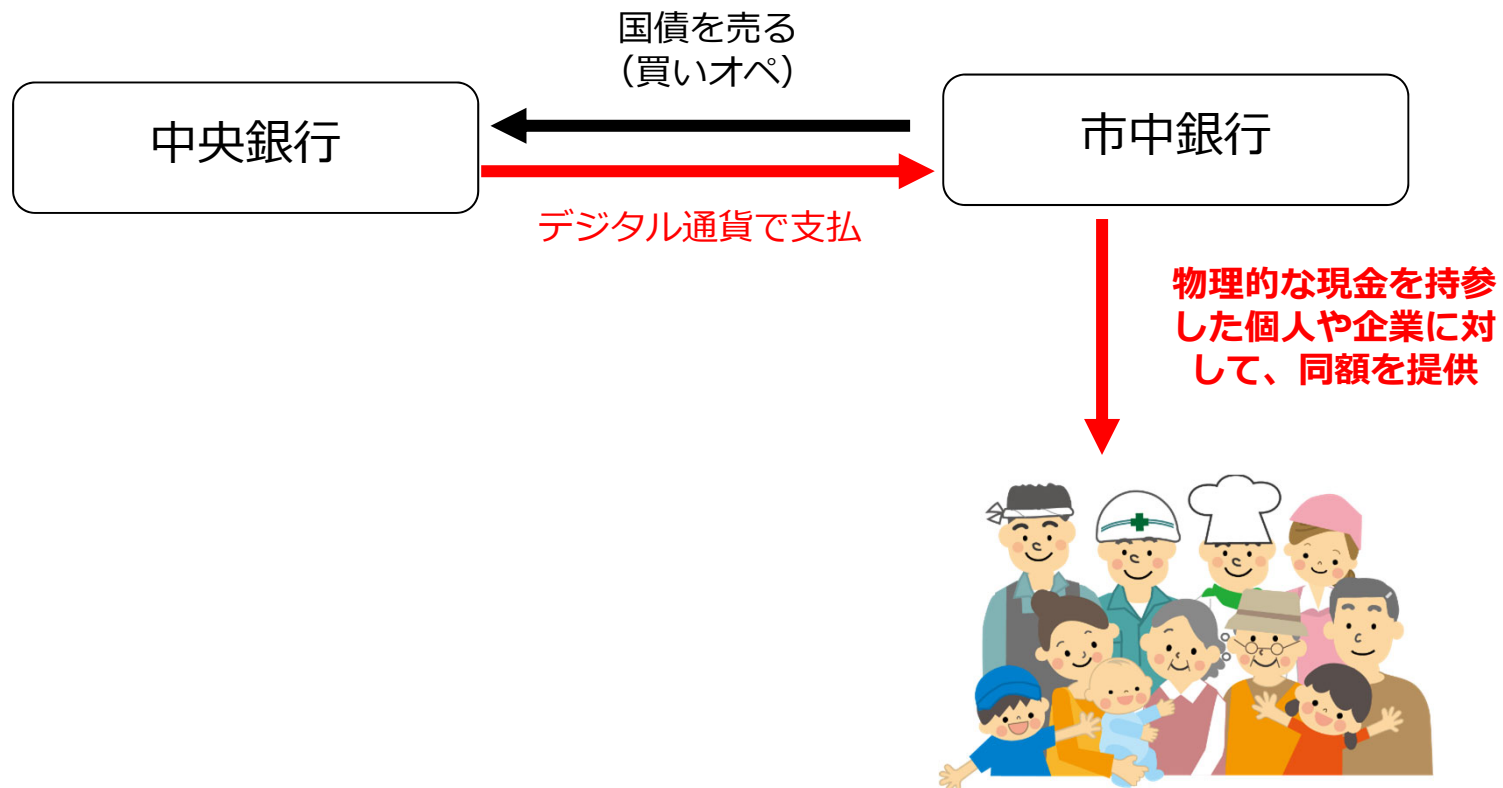 国債を売る
（買いオペ）
中央銀行
市中銀行
デジタル通貨で支払
物理的な現金を持参
した個人や企業に対
して、同額を提供